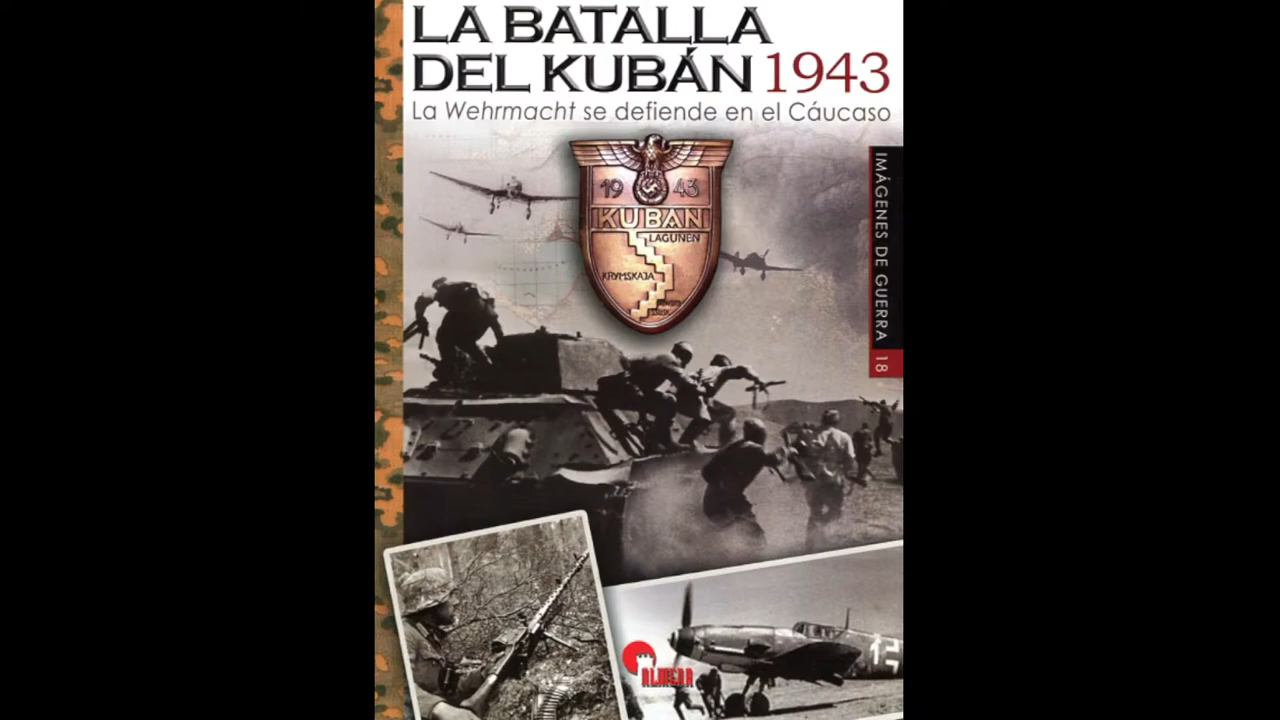 LA BATALLA
DEL KUBÁN 1943
La Wehrmacht se defiende en el Cáucaso
19 43
KUBAN
LAGUNEN
KRYMSKAJA
IMÁGENES DE GUERRA 18
ALMENA